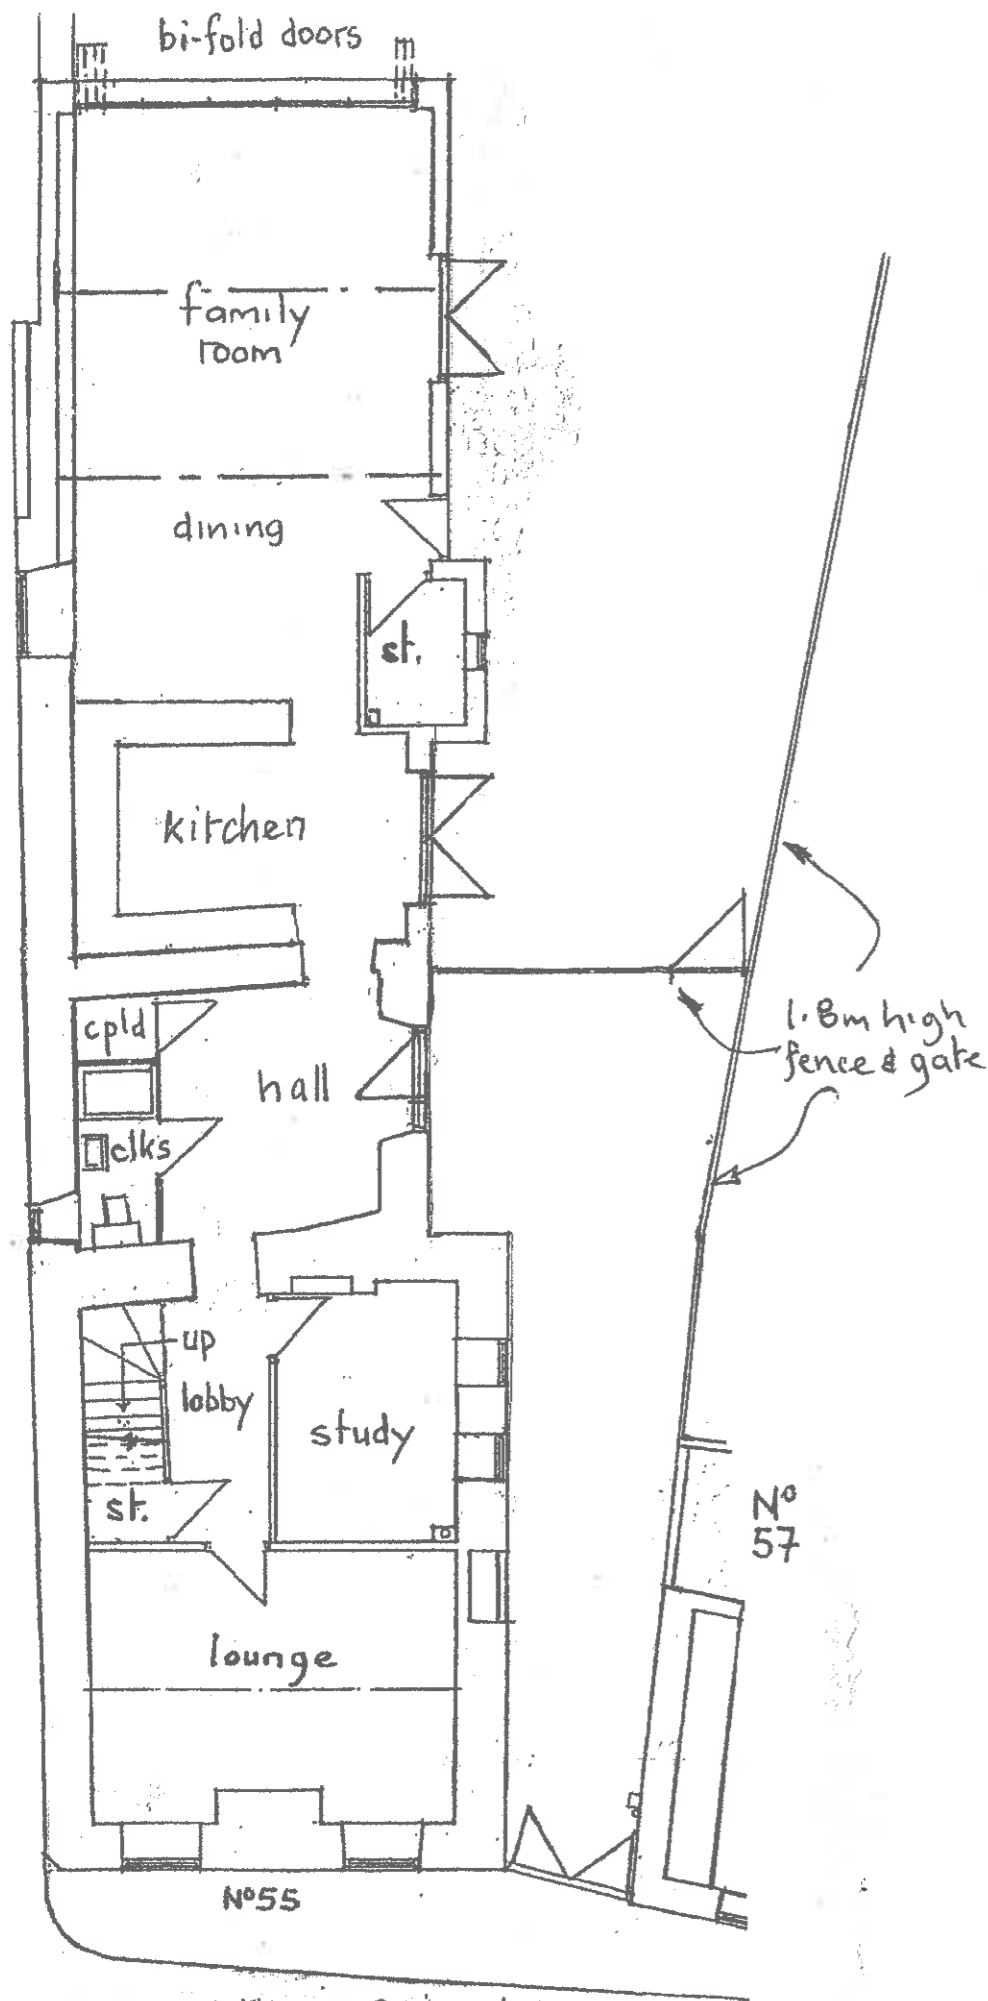 bi-fold doors
family
room
dining
st.
kitchen
cpld
hall
clks
1.8m high
fence & gate
up
lobby
study
st.
Nº
57
lounge
Nº55